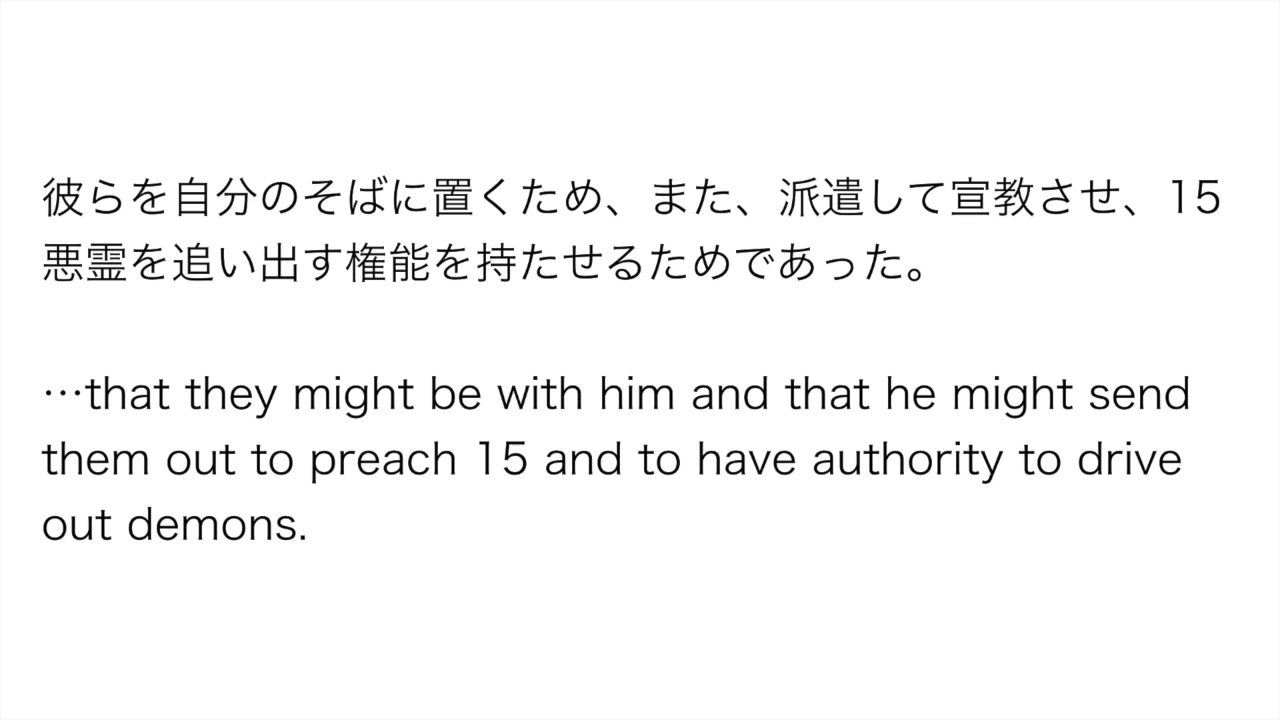 彼らを自分のそばに置くため、また、派遣して宣教させ、15
悪霊を追い出す権能を持たせるためであった。
…that they might be with him and that he might send
them out to preach 15 and to have authority to drive
out demons.